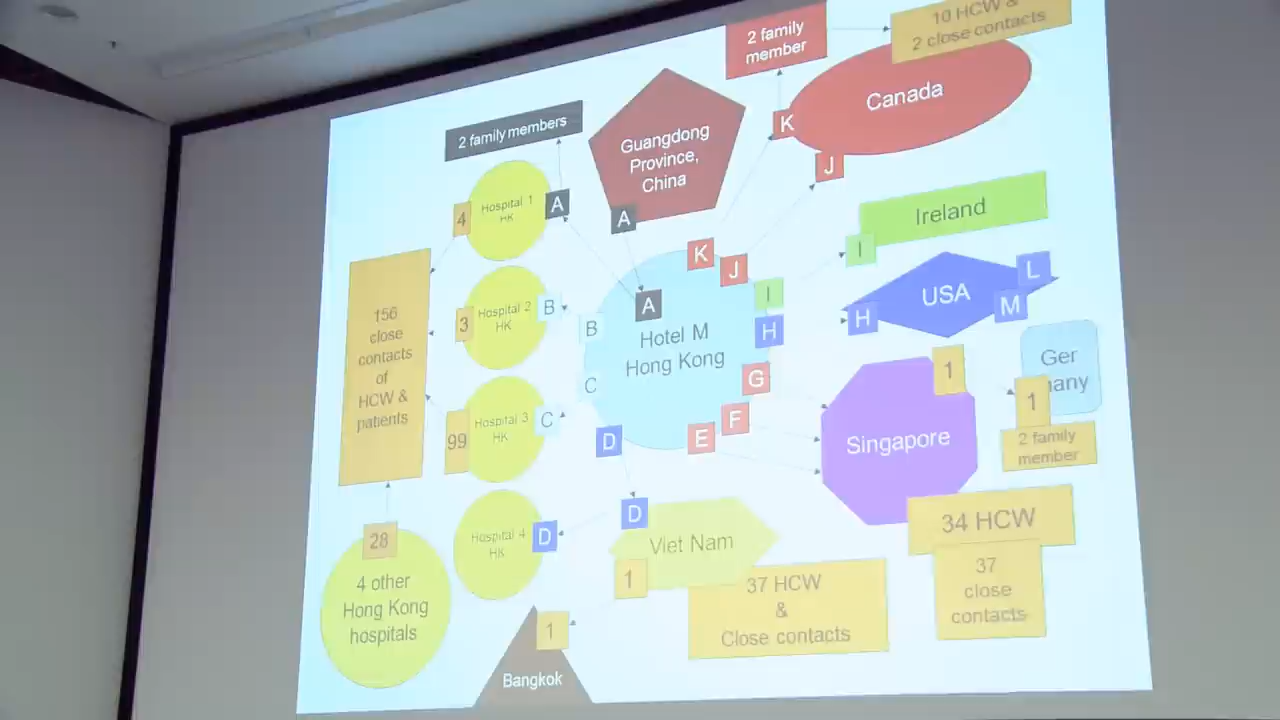 10 HCW &
2 close contacts
2 family
member
Canada
K
J
2 family members
Guangdong
Province,
China
A
Hospital 1
HK
4
A
Ireland
I
K
J
I
H
A
Hotel M
Hong Kong
B
C
D
E
F
G
USA
H
L
M
156
close
contacts
of
HCW &
patients
Hospital 2
HK
3
B
Hospital 3
HK
99
C
Ger
many
1
1
2 family
member
Singapore
34 HCW
37
close
contacts
Hospital 4
HK
D
D
Viet Nam
1
37 HCW
&
Close contacts
28
4 other
Hong Kong
hospitals
1
Bangkok